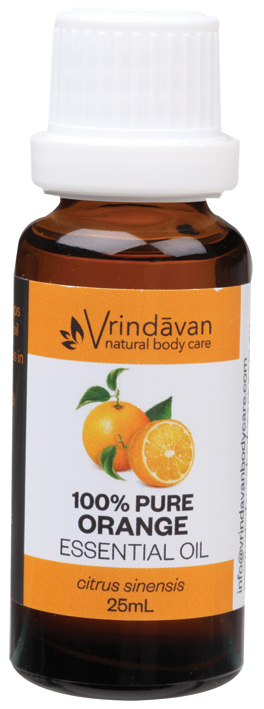 Vrindāvan
natural body care
100% PURE
ORANGE
ESSENTIAL OIL
citrus sinensis
25mL
info@vrindavanbodycare.com